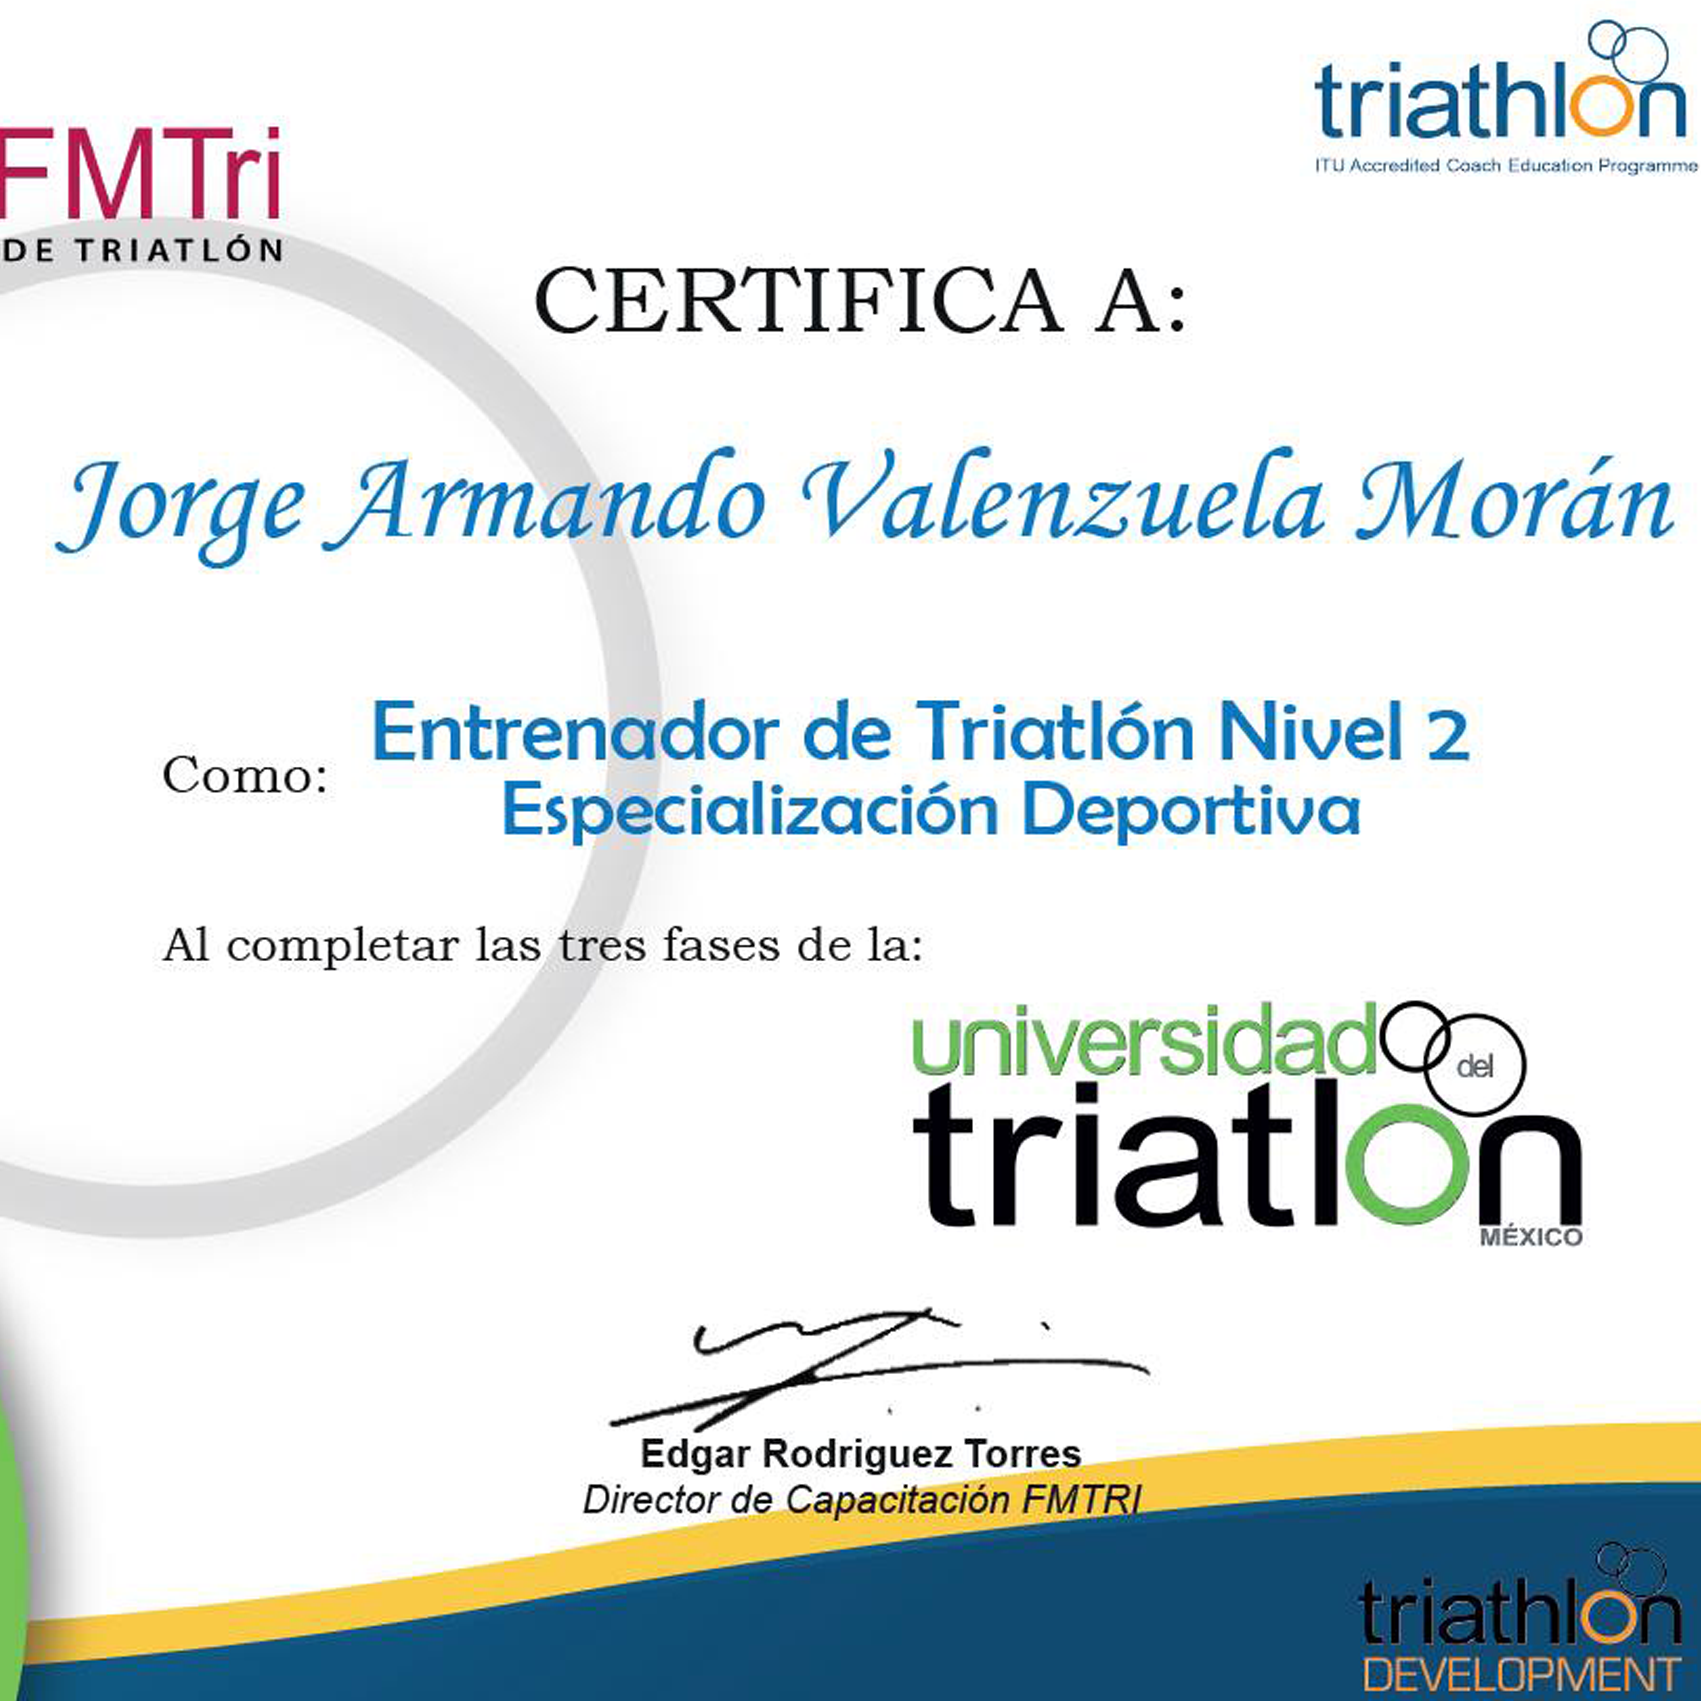 FMTri
DE TRIATLÓN
triathlon
ITU Accredited Coach Education Programme
CERTIFICA A:
Jorge Armando Valenzuela Morán
Como:
Entrenador de Triatlón Nivel 2
Especialización Deportiva
Al completar las tres fases de la:
universidad
del
triatlon
MÉXICO
Edgar Rodriguez Torres
Director de Capacitación FMTRI
triathlon
DEVELOPMENT